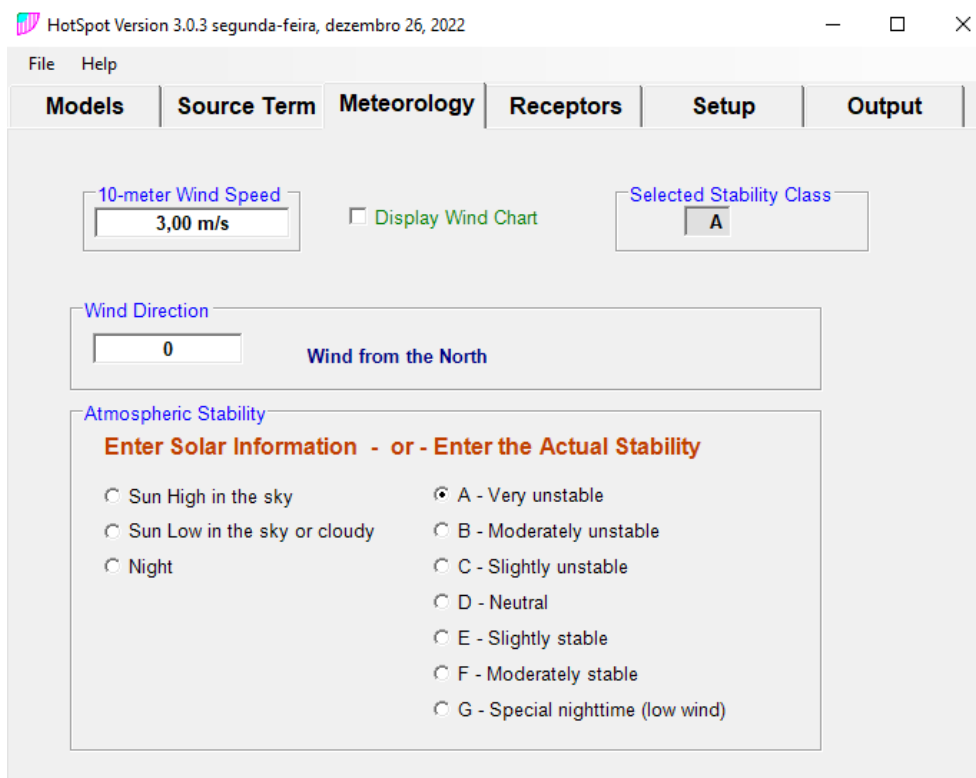 HotSpot Version 3.0.3 segunda-feira, dezembro 26, 2022
File Help
Models Source Term Meteorology Receptors Setup Output
10-meter Wind Speed
3,00 m/s
Display Wind Chart
Selected Stability Class
A
Wind Direction
0
Wind from the North
Atmospheric Stability
Enter Solar Information - or - Enter the Actual Stability
Sun High in the sky
Sun Low in the sky or cloudy
Night
A - Very unstable
B - Moderately unstable
C - Slightly unstable
D - Neutral
E - Slightly stable
F - Moderately stable
G - Special nighttime (low wind)